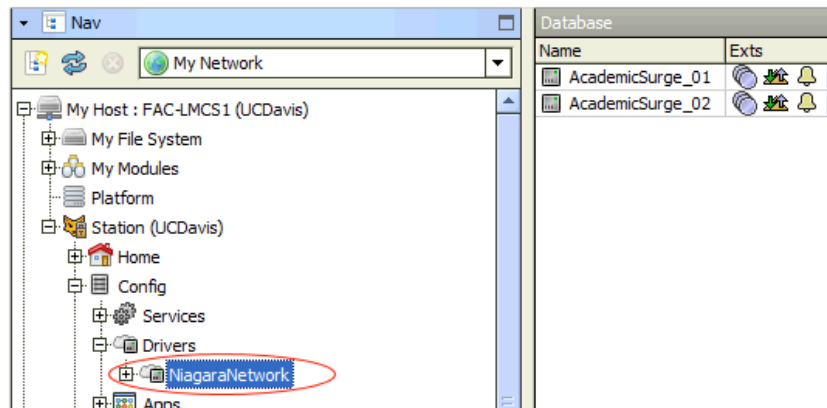 Nav
My Network
My Host : FAC-LMCS1 (UCDavis)
My File System
My Modules
Platform
Station (UCDavis)
Home
Config
Services
Drivers
NiagaraNetwork
Apps
Database
Name Exts
AcademicSurge_01
AcademicSurge_02